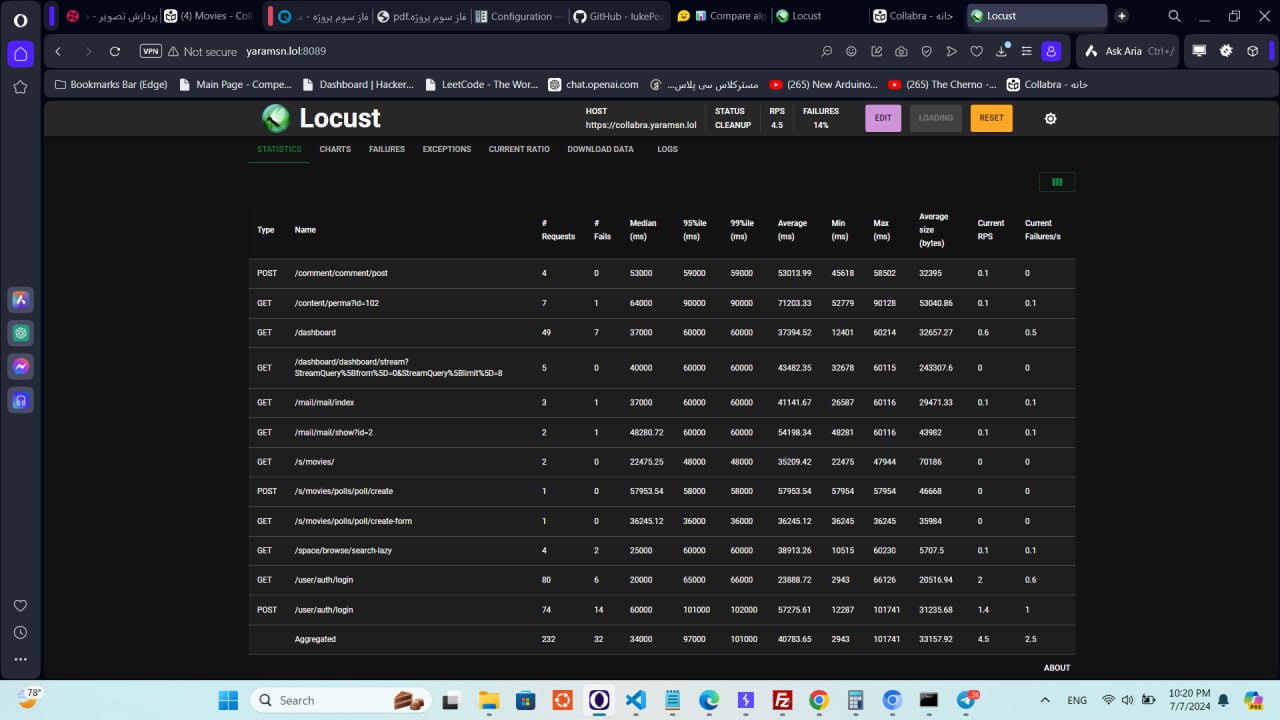 پردازش تصویر - د
(4) Movies - Coll
فاز سوم پروژه - مـ
فاز سوم پروژه.pdf
Configuration —
GitHub - lukePea
Compare alg
Locust
خانه - Collabra
Locust
VPN
Not secure
yaramsn.lol:8089
Ask Aria Ctrl+/
Bookmarks Bar (Edge)
Main Page - Compe...
Dashboard | Hacker...
LeetCode - The Wor...
chat.openai.com
مسترکلاس سی پلاس...
(265) New Arduino...
(265) The Cherno -...
Collabra - خانه
Locust
HOST
https://collabra.yaramsn.lol
STATUS
CLEANUP
RPS
4.5
FAILURES
14%
EDIT
LOADING
RESET
STATISTICS CHARTS FAILURES EXCEPTIONS CURRENT RATIO DOWNLOAD DATA LOGS
Type Name # Requests # Fails Median (ms) 95%ile (ms) 99%ile (ms) Average (ms) Min (ms) Max (ms) Average size (bytes) Current RPS Current Failures/s
POST /comment/comment/post 4 0 53000 59000 59000 53013.99 45618 58502 32395 0.1 0
GET /content/perma?id=102 7 1 64000 90000 90000 71203.33 52779 90128 53040.86 0.1 0.1
GET /dashboard 49 7 37000 60000 60000 37394.52 12401 60214 32657.27 0.6 0.5
GET /dashboard/dashboard/stream?StreamQuery%5Bfrom%5D=0&StreamQuery%5Blimit%5D=8 5 0 40000 60000 60000 43482.35 32678 60115 243307.6 0 0
GET /mail/mail/index 3 1 37000 60000 60000 41141.67 26587 60116 29471.33 0.1 0.1
GET /mail/mail/show?id=2 2 1 48280.72 60000 60000 54198.34 48281 60116 43982 0.1 0.1
GET /s/movies/ 2 0 22475.25 48000 48000 35209.42 22475 47944 70186 0 0
POST /s/movies/polls/poll/create 1 0 57953.54 58000 58000 57953.54 57954 57954 46668 0 0
GET /s/movies/polls/poll/create-form 1 0 36245.12 36000 36000 36245.12 36245 36245 35984 0 0
GET /space/browse/search-lazy 4 2 25000 60000 60000 38913.26 10515 60230 5707.5 0.1 0.1
GET /user/auth/login 80 6 20000 65000 66000 23888.72 2943 66126 20516.94 2 0.6
POST /user/auth/login 74 14 60000 101000 102000 57275.61 12287 101741 31235.68 1.4 1
Aggregated 232 32 34000 97000 101000 40783.65 2943 101741 33157.92 4.5 2.5
ABOUT
78°
Search
36
ENG
10:20 PM
7/7/2024
PRE